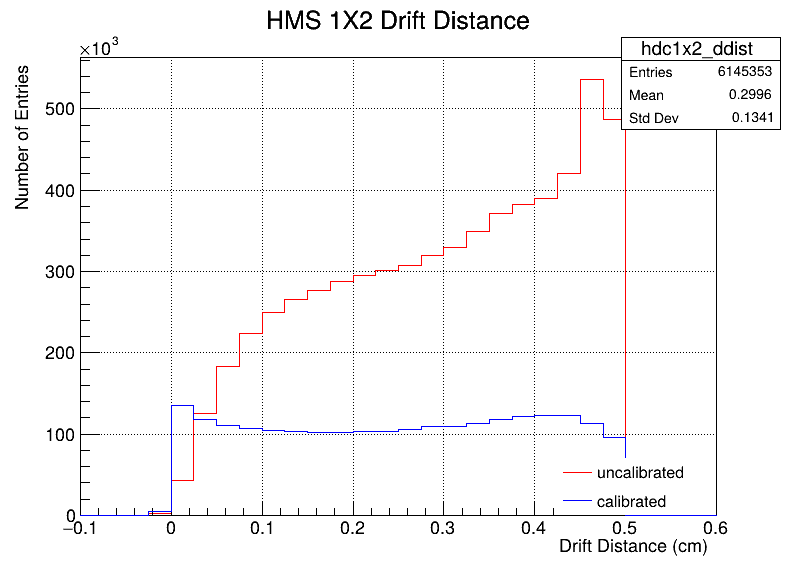 HMS 1X2 Drift Distance
×10³
hdc1x2_ddist
Entries 6145353
Mean 0.2996
Std Dev 0.1341
Number of Entries
500
400
300
200
100
0
uncalibrated
calibrated
−0.1 0 0.1 0.2 0.3 0.4 0.5 0.6
Drift Distance (cm)